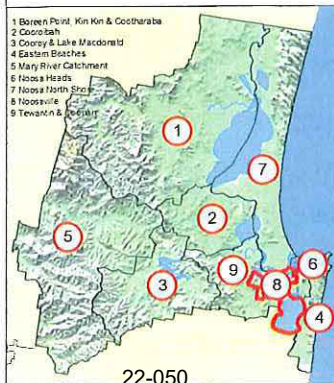 1 Boreen Point, Kin Kin & Cootharaba
2 Cooroibah
3 Cooroy & Lake Macdonald
4 Eastern Beaches
5 Mary River Catchment
6 Noosa Heads
7 Noosa North Shore
8 Noosaville
9 Tewantin &
1
7
2
5
3
9
8
6
4
22-050